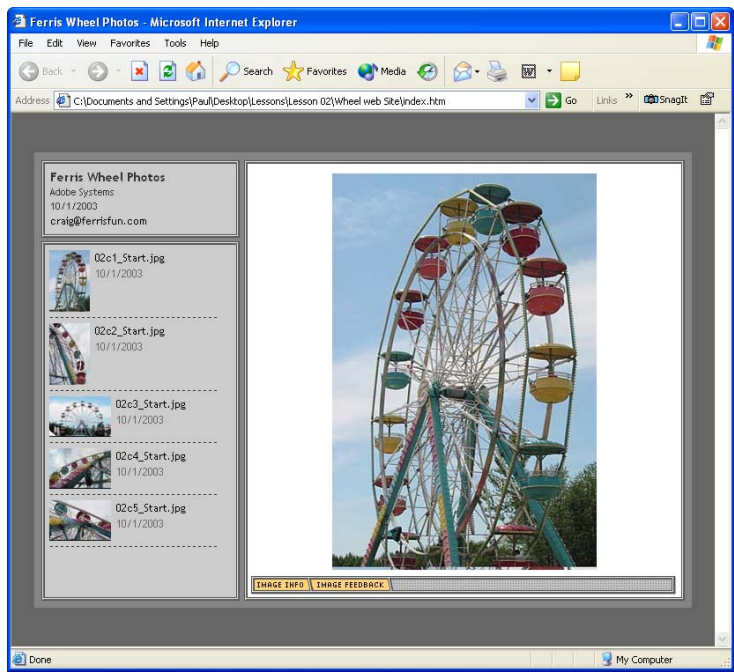 Ferris Wheel Photos - Microsoft Internet Explorer
File Edit View Favorites Tools Help
Back Search Favorites Media
Address C:\Documents and Settings\Paul\Desktop\Lessons\Lesson 02\Wheel web Site\index.htm Go Links » SnagIt
Ferris Wheel Photos
Adobe Systems
10/1/2003
craig@ferrisfun.com
02c1_Start.jpg
10/1/2003
02c2_Start.jpg
10/1/2003
02c3_Start.jpg
10/1/2003
02c4_Start.jpg
10/1/2003
02c5_Start.jpg
10/1/2003
IMAGE INFO IMAGE FEEDBACK
Done My Computer